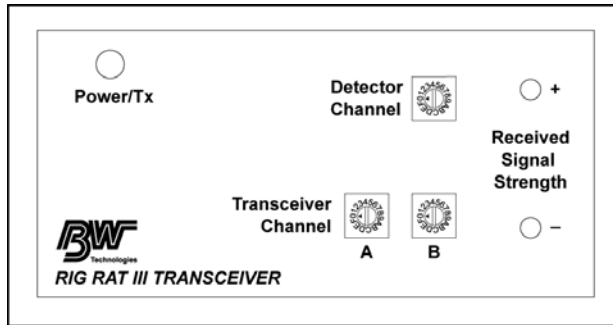 Power/Tx
Detector
Channel
+
Received
Signal
Strength
–
Transceiver
Channel
A
B
BW
Technologies
RIG RAT III TRANSCEIVER